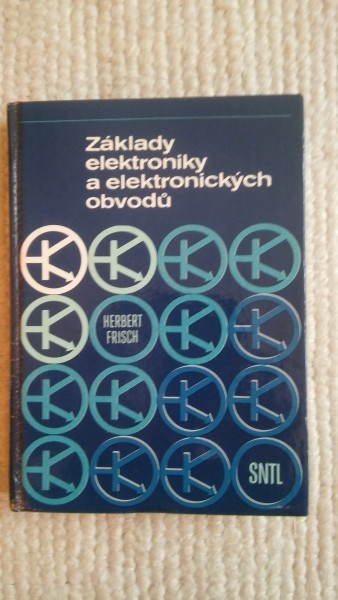 Základy
elektroniky
a elektronických
obvodů
HERBERT
FRISCH
SNTL